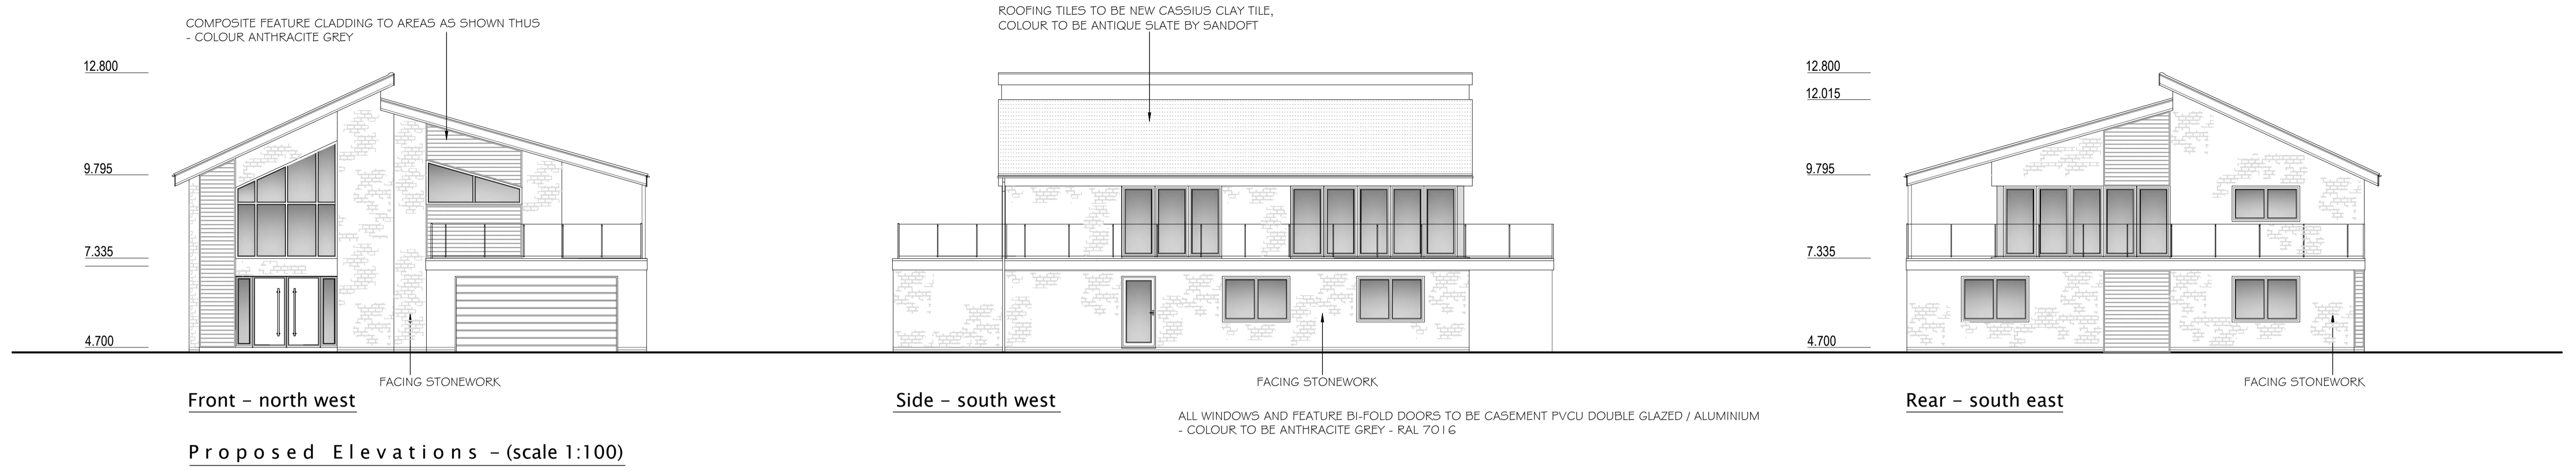 COMPOSITE FEATURE CLADDING TO AREAS AS SHOWN THUS
- COLOUR ANTHRACITE GREY
12.800
9.795
7.335
4.700
FACING STONEWORK
Front – north west
Proposed Elevations – (scale 1:100)
ROOFING TILES TO BE NEW CASSIUS CLAY TILE,
COLOUR TO BE ANTIQUE SLATE BY SANDOFT
FACING STONEWORK
Side – south west
ALL WINDOWS AND FEATURE BI-FOLD DOORS TO BE CASEMENT PVCU DOUBLE GLAZED / ALUMINIUM
- COLOUR TO BE ANTHRACITE GREY - RAL 7016
12.800
12.015
9.795
7.335
4.700
FACING STONEWORK
Rear – south east